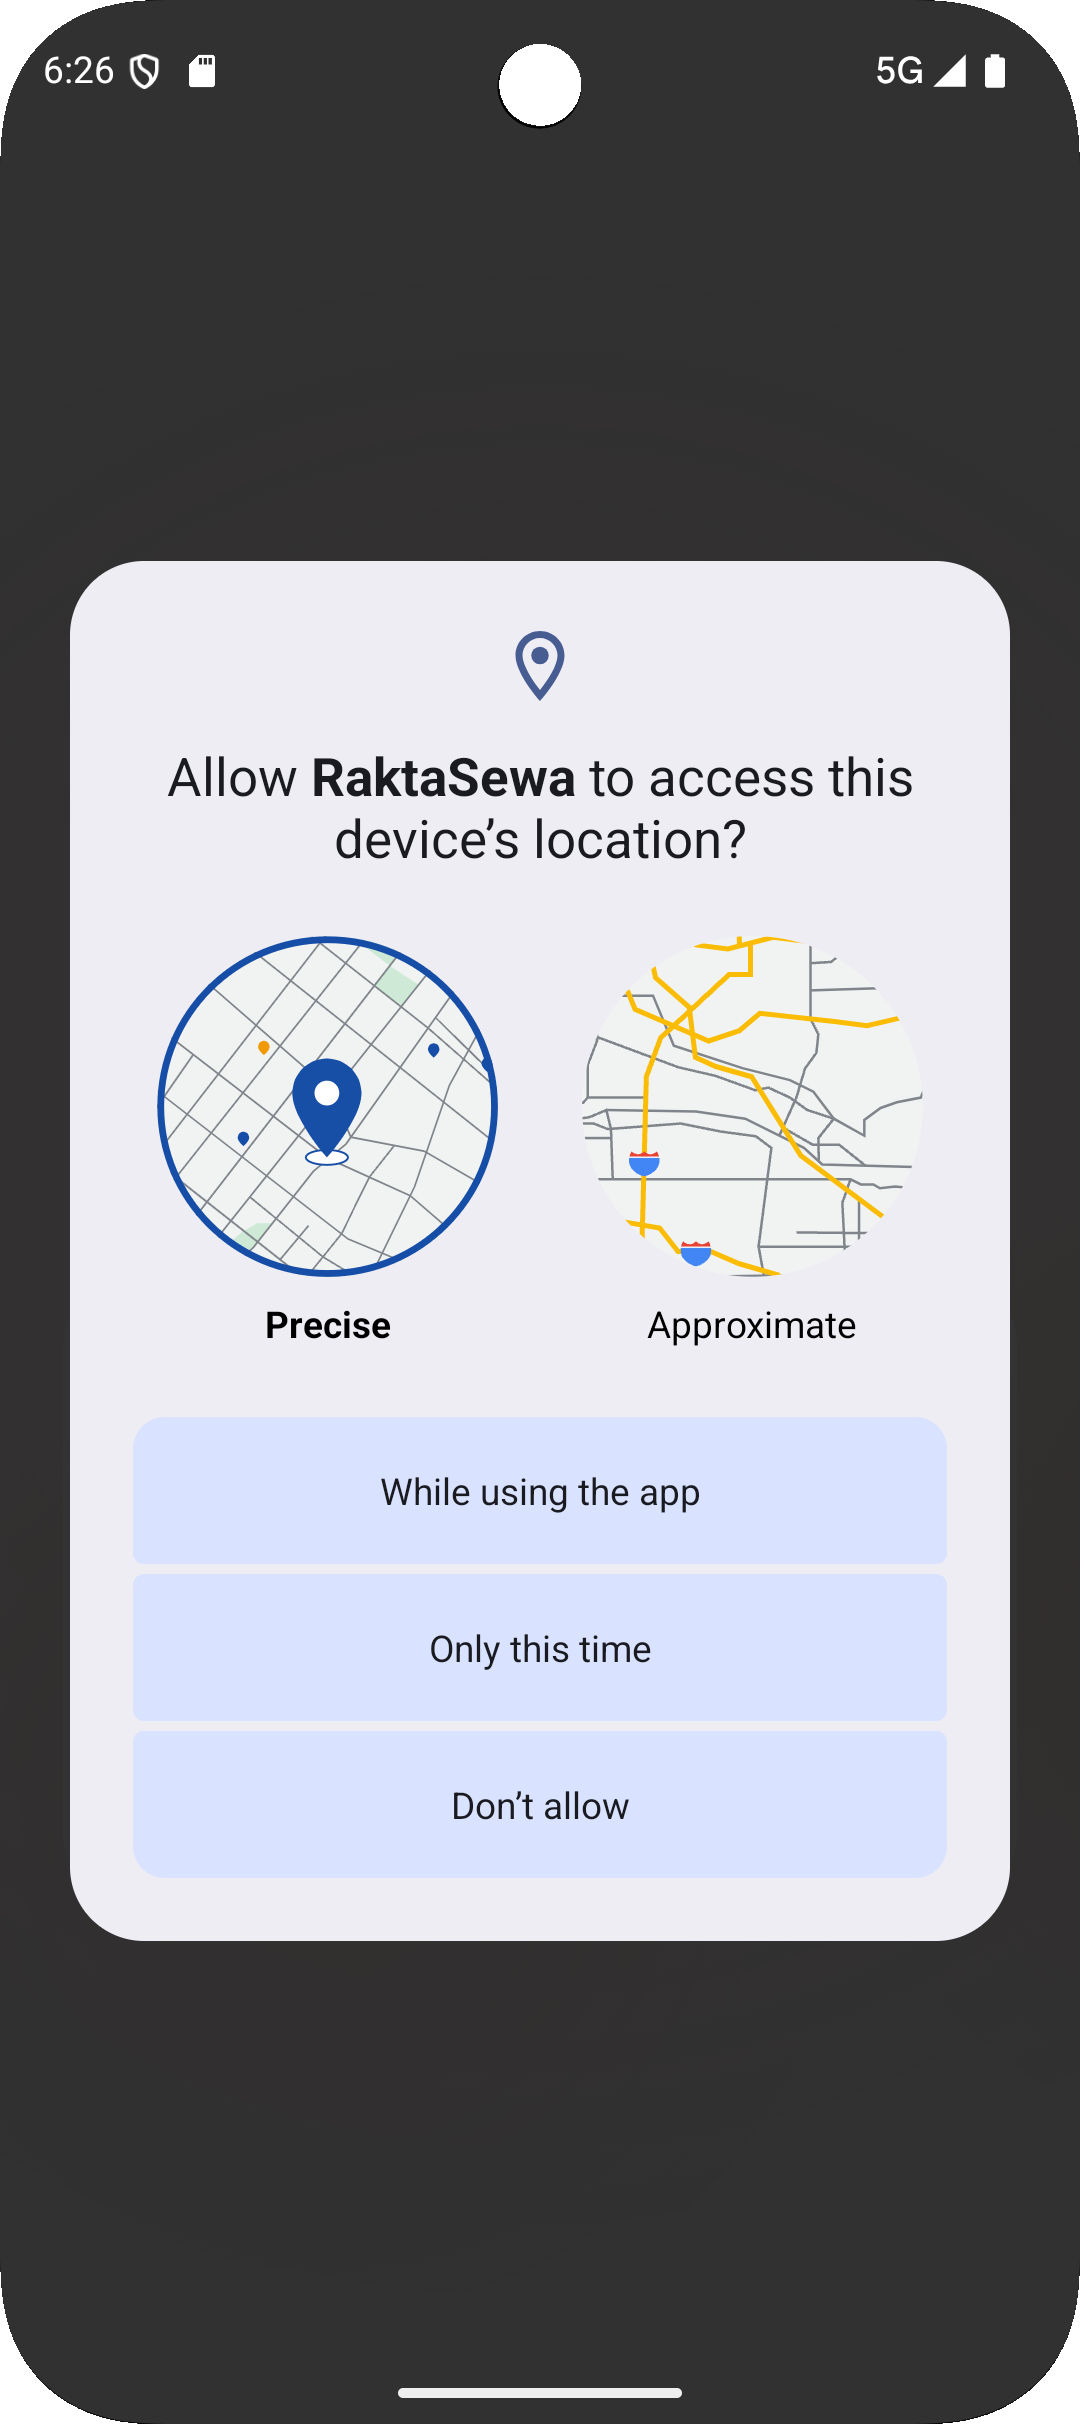 6:26
5G
Allow RaktaSewa to access this
device’s location?
Precise
Approximate
While using the app
Only this time
Don’t allow